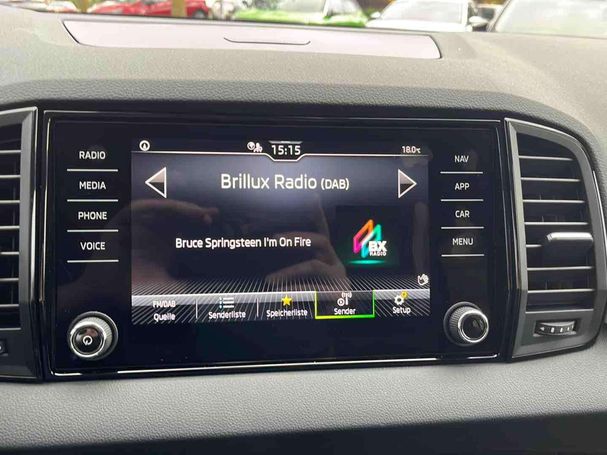 RADIO
MEDIA
PHONE
VOICE
15:15
18.0°C
Brillux Radio (DAB)
Bruce Springsteen I'm On Fire
BX
RADIO
FM/DAB
Quelle
Senderliste
Speicherliste
Sender
Setup
NAV
APP
CAR
MENU